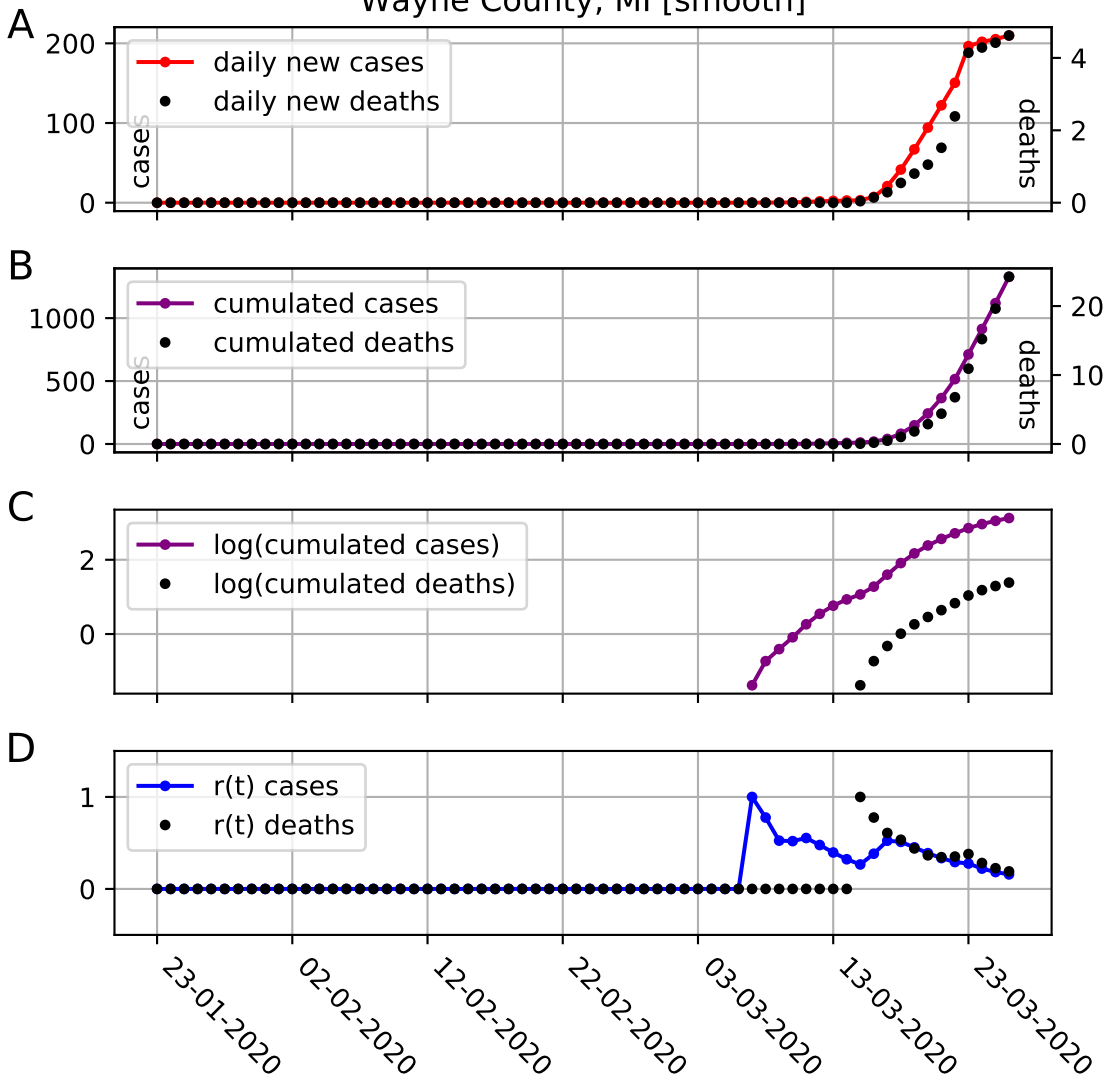 Wayne County, MI [smooth]
A
200
100
0
cases
daily new cases
daily new deaths
deaths
4
2
0
B
1000
500
0
cases
cumulated cases
cumulated deaths
deaths
20
10
0
C
2
0
log(cumulated cases)
log(cumulated deaths)
D
1
0
r(t) cases
r(t) deaths
23-01-2020
02-02-2020
12-02-2020
22-02-2020
03-03-2020
13-03-2020
23-03-2020